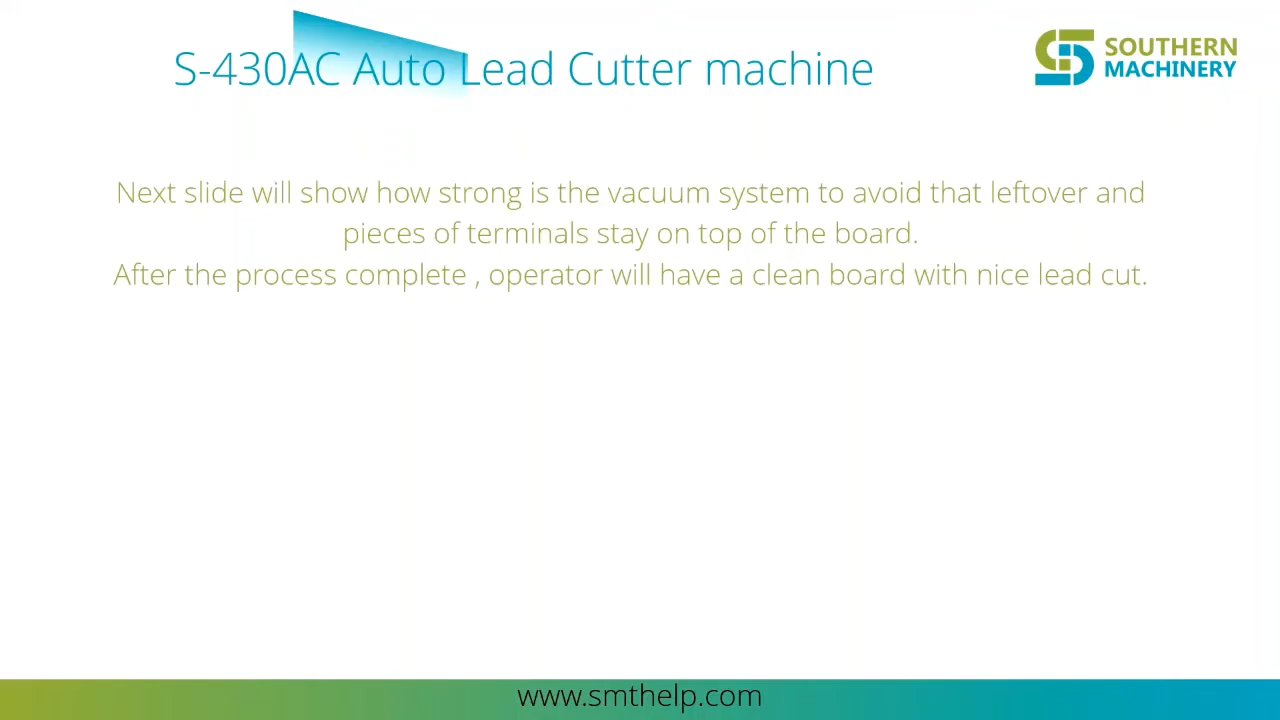 S-430AC Auto Lead Cutter machine
SOUTHERN
MACHINERY
Next slide will show how strong is the vacuum system to avoid that leftover and
pieces of terminals stay on top of the board.
After the process complete , operator will have a clean board with nice lead cut.
www.smthelp.com